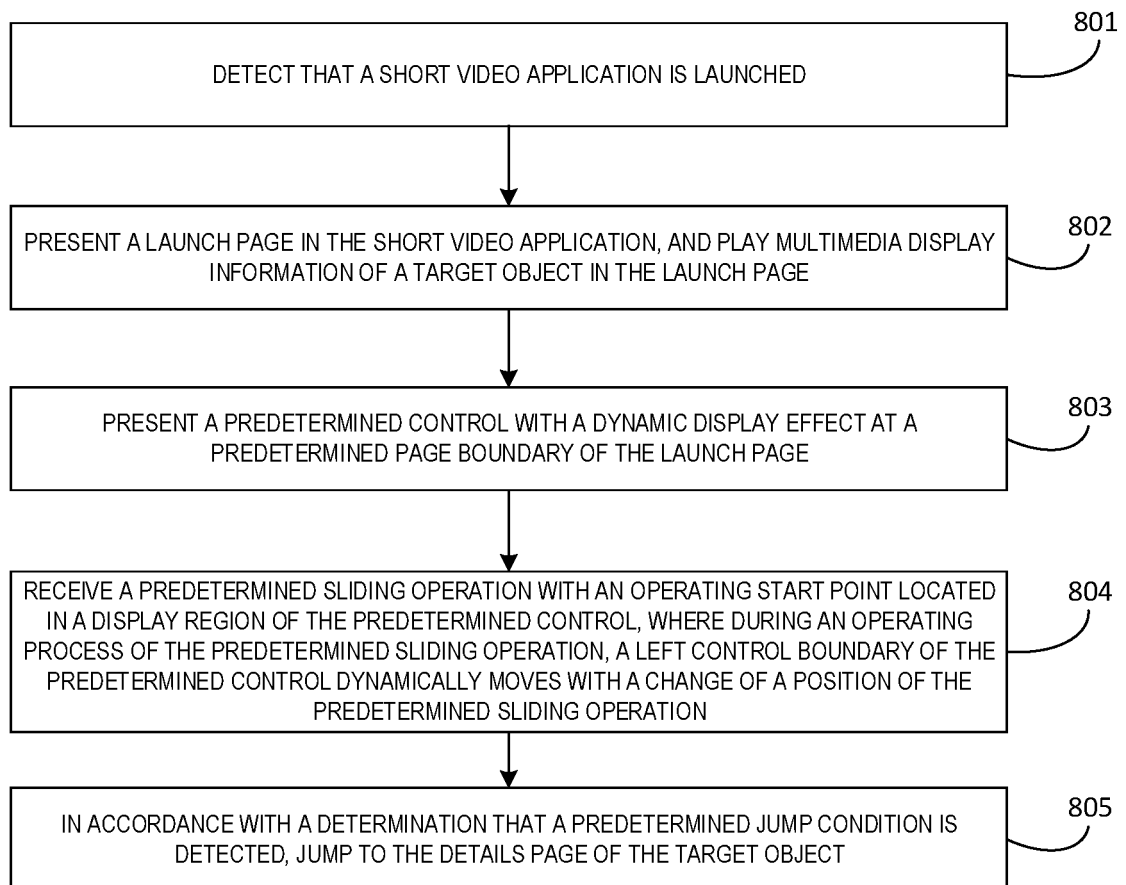 801
DETECT THAT A SHORT VIDEO APPLICATION IS LAUNCHED
802
PRESENT A LAUNCH PAGE IN THE SHORT VIDEO APPLICATION, AND PLAY MULTIMEDIA DISPLAY
INFORMATION OF A TARGET OBJECT IN THE LAUNCH PAGE
803
PRESENT A PREDETERMINED CONTROL WITH A DYNAMIC DISPLAY EFFECT AT A
PREDETERMINED PAGE BOUNDARY OF THE LAUNCH PAGE
804
RECEIVE A PREDETERMINED SLIDING OPERATION WITH AN OPERATING START POINT LOCATED
IN A DISPLAY REGION OF THE PREDETERMINED CONTROL, WHERE DURING AN OPERATING
PROCESS OF THE PREDETERMINED SLIDING OPERATION, A LEFT CONTROL BOUNDARY OF THE
PREDETERMINED CONTROL DYNAMICALLY MOVES WITH A CHANGE OF A POSITION OF THE
PREDETERMINED SLIDING OPERATION
805
IN ACCORDANCE WITH A DETERMINATION THAT A PREDETERMINED JUMP CONDITION IS
DETECTED, JUMP TO THE DETAILS PAGE OF THE TARGET OBJECT